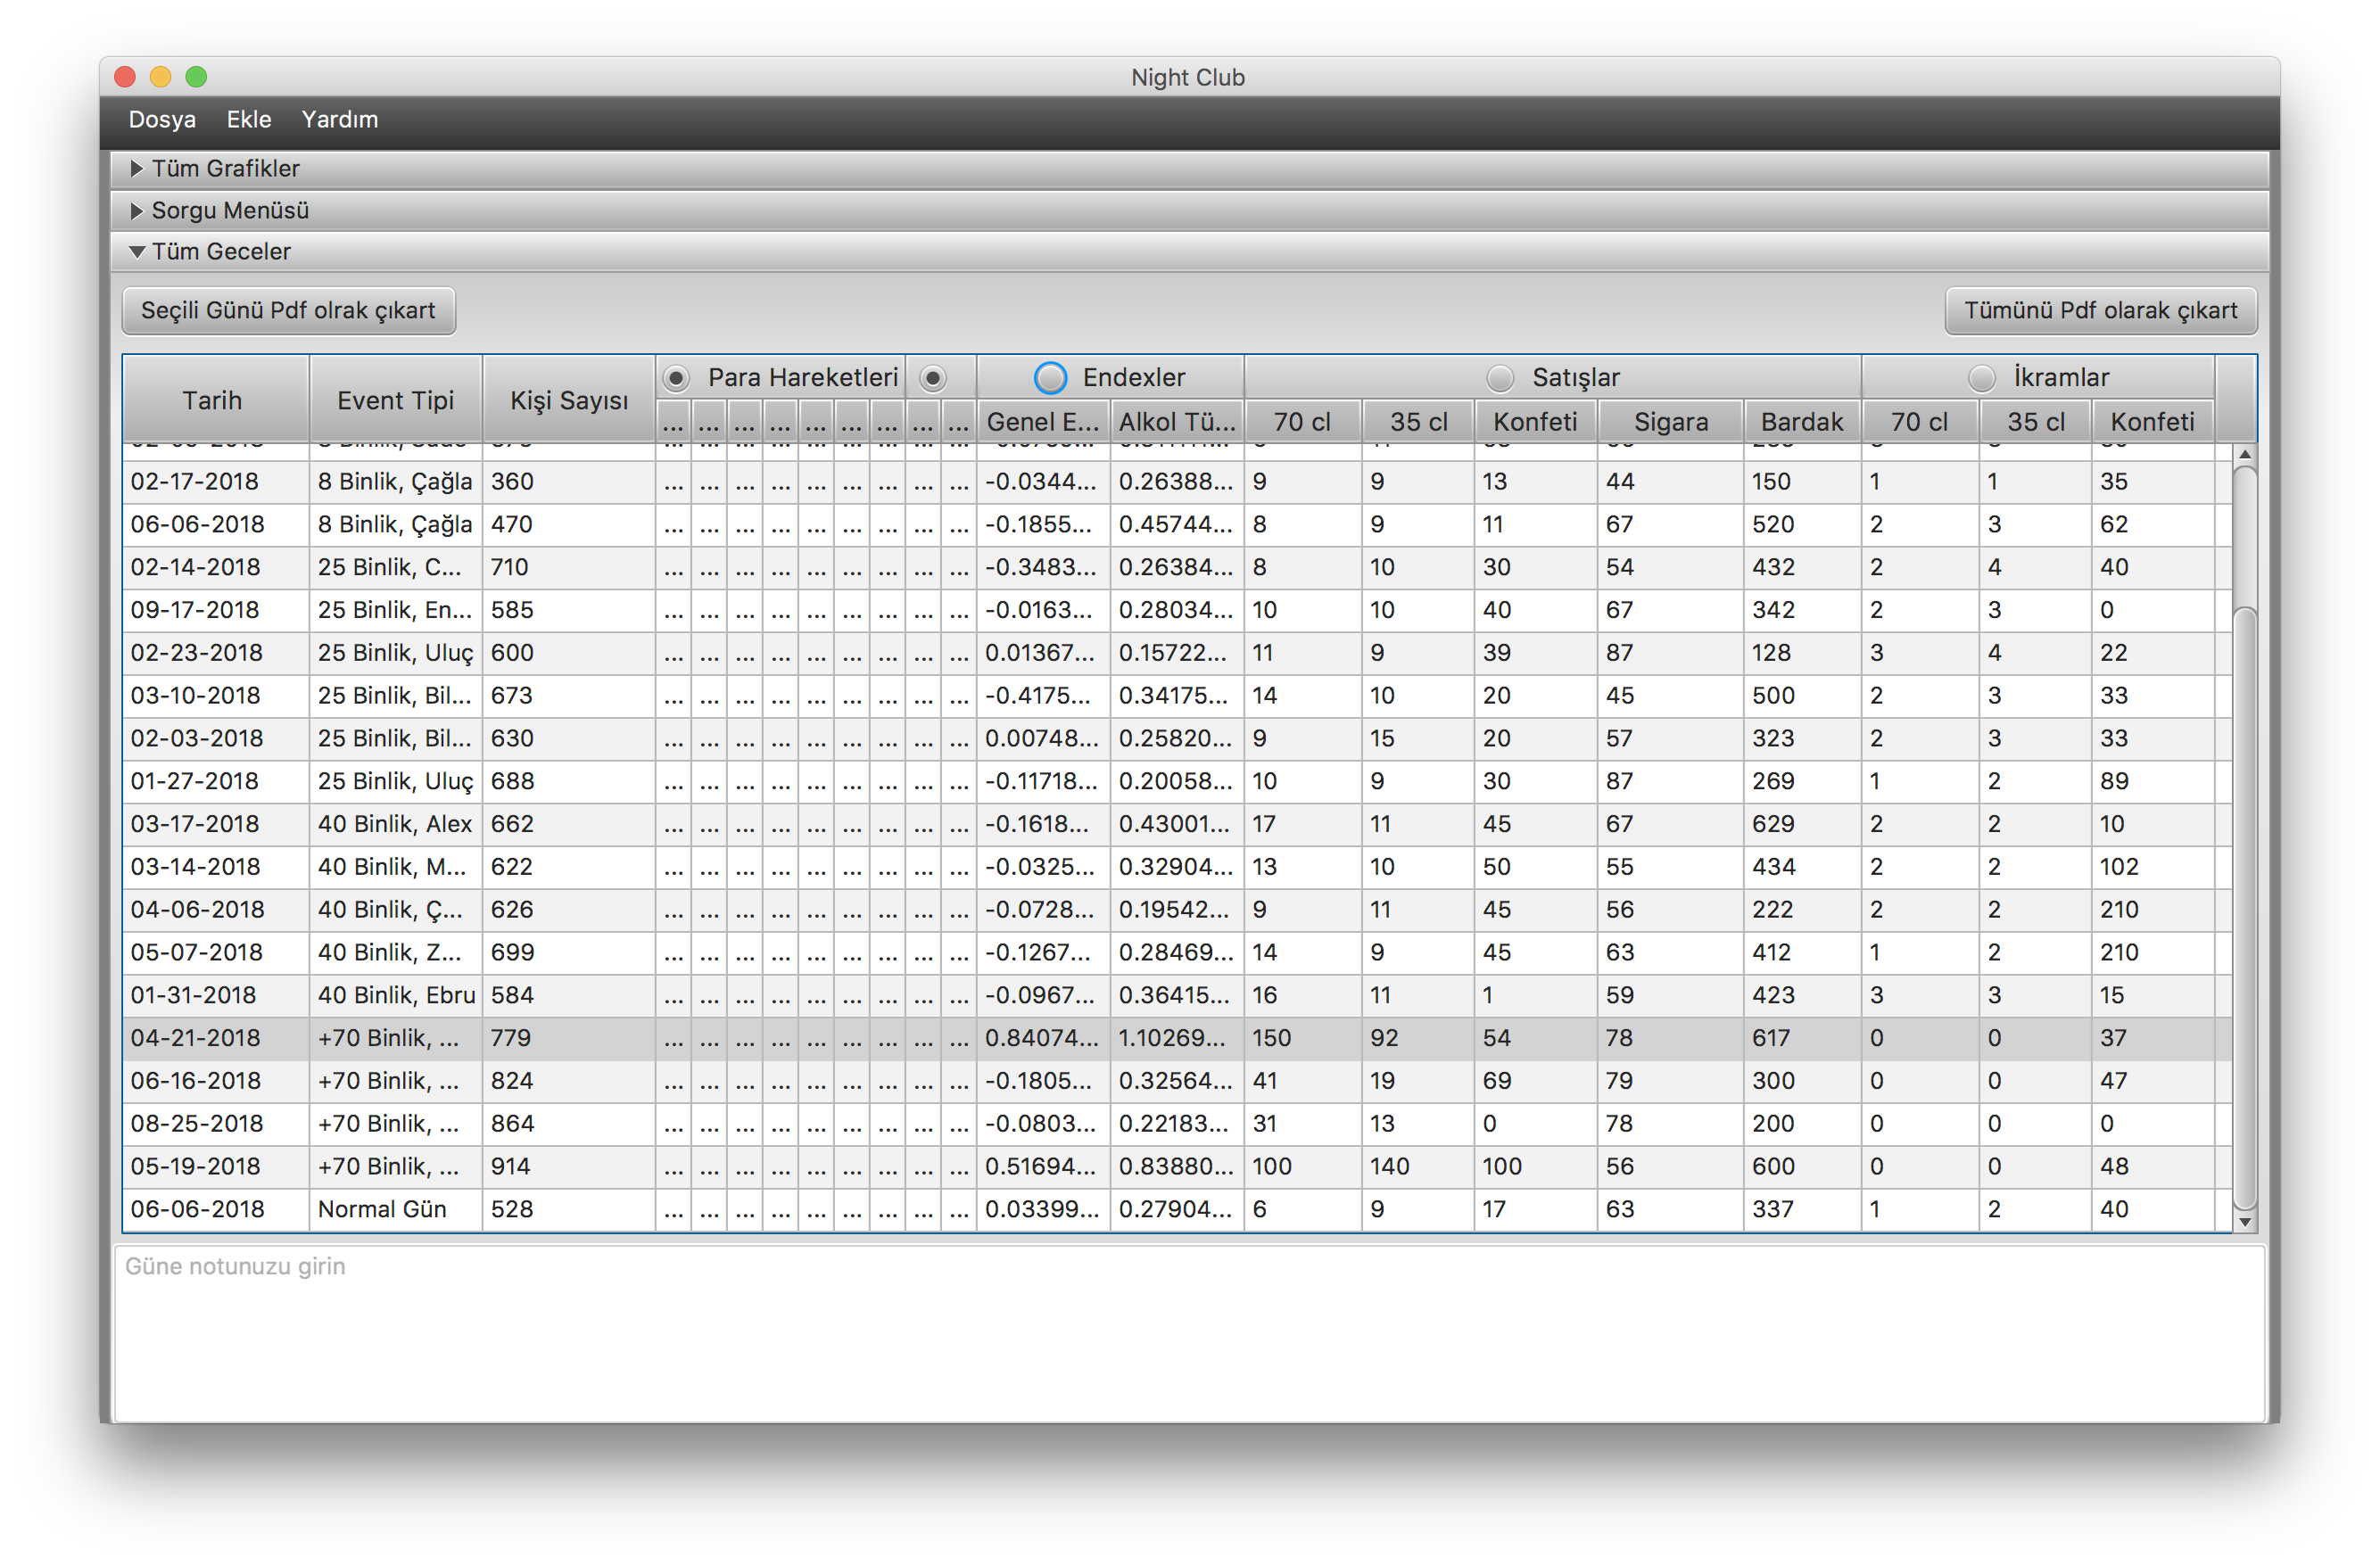 Night Club
Dosya Ekle Yardım
Tüm Grafikler
Sorgu Menüsü
Tüm Geceler
Seçili Günü Pdf olrak çıkart Tümünü Pdf olarak çıkart
Tarih Event Tipi Kişi Sayısı Para Hareketleri Endexler Satışlar İkramlar
... ... ... ... ... ... ... ... ... Genel E... Alkol Tü... 70 cl 35 cl Konfeti Sigara Bardak 70 cl 35 cl Konfeti
02-17-2018 8 Binlik, Çağla 360 ... ... ... ... ... ... ... ... ... -0.0344... 0.26388... 9 9 13 44 150 1 1 35
06-06-2018 8 Binlik, Çağla 470 ... ... ... ... ... ... ... ... ... -0.1855... 0.45744... 8 9 11 67 520 2 3 62
02-14-2018 25 Binlik, C... 710 ... ... ... ... ... ... ... ... ... -0.3483... 0.26384... 8 10 30 54 432 2 4 40
09-17-2018 25 Binlik, En... 585 ... ... ... ... ... ... ... ... ... -0.0163... 0.28034... 10 10 40 67 342 2 3 0
02-23-2018 25 Binlik, Uluç 600 ... ... ... ... ... ... ... ... ... 0.01367... 0.15722... 11 9 39 87 128 3 4 22
03-10-2018 25 Binlik, Bil... 673 ... ... ... ... ... ... ... ... ... -0.4175... 0.34175... 14 10 20 45 500 2 3 33
02-03-2018 25 Binlik, Bil... 630 ... ... ... ... ... ... ... ... ... 0.00748... 0.25820... 9 15 20 57 323 2 3 33
01-27-2018 25 Binlik, Uluç 688 ... ... ... ... ... ... ... ... ... -0.11718... 0.20058... 10 9 30 87 269 1 2 89
03-17-2018 40 Binlik, Alex 662 ... ... ... ... ... ... ... ... ... -0.1618... 0.43001... 17 11 45 67 629 2 2 10
03-14-2018 40 Binlik, M... 622 ... ... ... ... ... ... ... ... ... -0.0325... 0.32904... 13 10 50 55 434 2 2 102
04-06-2018 40 Binlik, Ç... 626 ... ... ... ... ... ... ... ... ... -0.0728... 0.19542... 9 11 45 56 222 2 2 210
05-07-2018 40 Binlik, Z... 699 ... ... ... ... ... ... ... ... ... -0.1267... 0.28469... 14 9 45 63 412 1 2 210
01-31-2018 40 Binlik, Ebru 584 ... ... ... ... ... ... ... ... ... -0.0967... 0.36415... 16 11 1 59 423 3 3 15
04-21-2018 +70 Binlik, ... 779 ... ... ... ... ... ... ... ... ... 0.84074... 1.10269... 150 92 54 78 617 0 0 37
06-16-2018 +70 Binlik, ... 824 ... ... ... ... ... ... ... ... ... -0.1805... 0.32564... 41 19 69 79 300 0 0 47
08-25-2018 +70 Binlik, ... 864 ... ... ... ... ... ... ... ... ... -0.0803... 0.22183... 31 13 0 78 200 0 0 0
05-19-2018 +70 Binlik, ... 914 ... ... ... ... ... ... ... ... ... 0.51694... 0.83880... 100 140 100 56 600 0 0 48
06-06-2018 Normal Gün 528 ... ... ... ... ... ... ... ... ... 0.03399... 0.27904... 6 9 17 63 337 1 2 40
Güne notunuzu girin